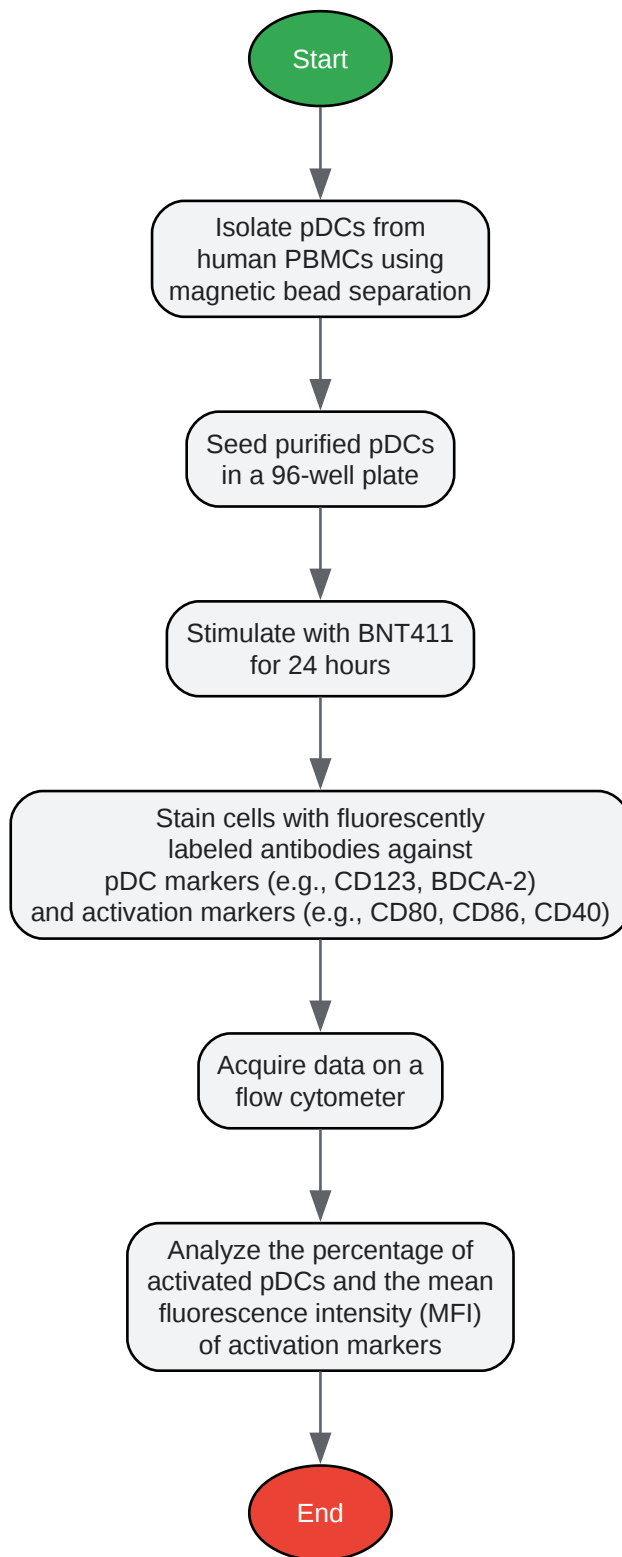 Start
Isolate pDCs from
human PBMCs using
magnetic bead separation
Seed purified pDCs
in a 96-well plate
Stimulate with BNT411
for 24 hours
Stain cells with fluorescently
labeled antibodies against
pDC markers (e.g., CD123, BDCA-2)
and activation markers (e.g., CD80, CD86, CD40)
Acquire data on a
flow cytometer
Analyze the percentage of
activated pDCs and the mean
fluorescence intensity (MFI)
of activation markers
End